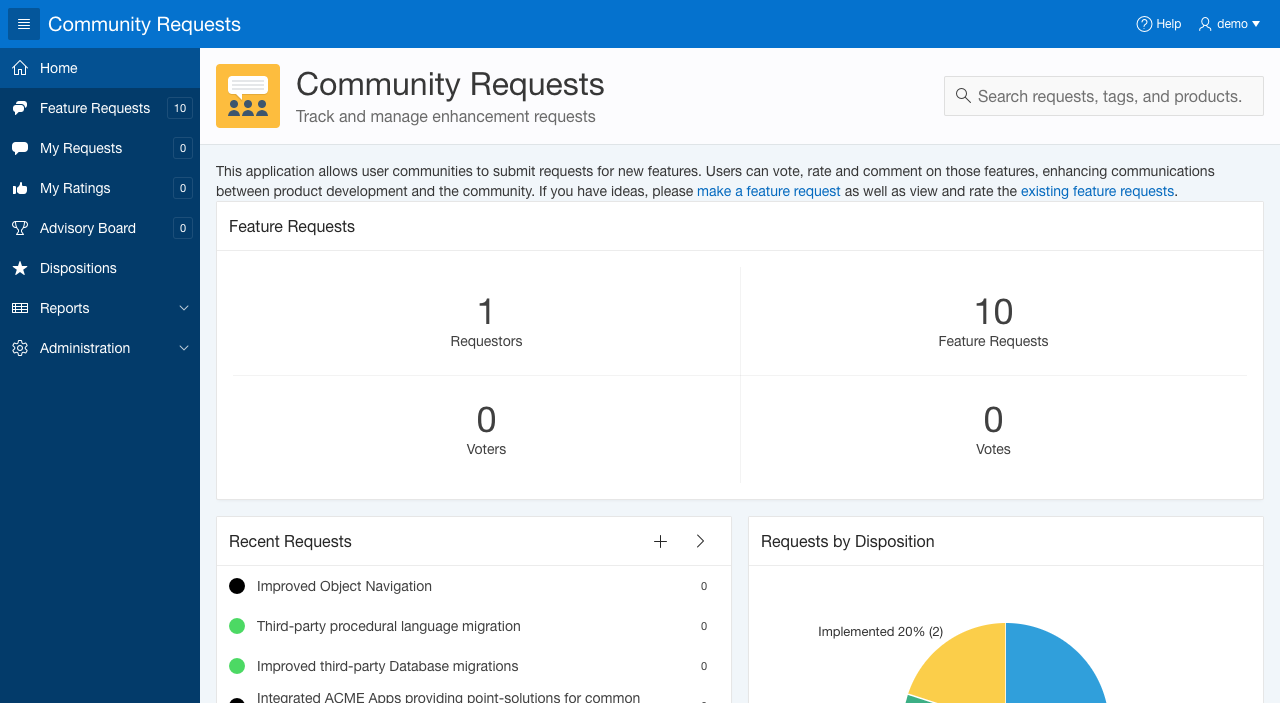 Community Requests
Help
demo
Home
Feature Requests 10
My Requests 0
My Ratings 0
Advisory Board 0
Dispositions
Reports
Administration
Community Requests
Track and manage enhancement requests
Search requests, tags, and products.
This application allows user communities to submit requests for new features. Users can vote, rate and comment on those features, enhancing communications
between product development and the community. If you have ideas, please make a feature request as well as view and rate the existing feature requests.
Feature Requests
1
Requestors
10
Feature Requests
0
Voters
0
Votes
Recent Requests
Improved Object Navigation 0
Third-party procedural language migration 0
Improved third-party Database migrations 0
Integrated ACME Apps providing point-solutions for common
Requests by Disposition
Implemented 20% (2)